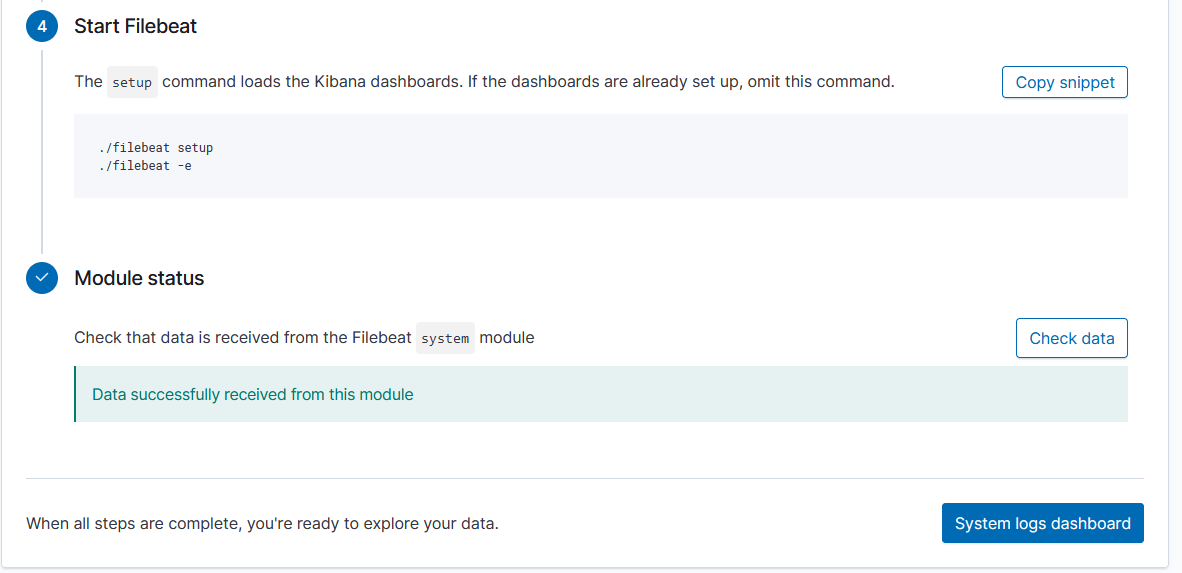 4 Start Filebeat
The setup command loads the Kibana dashboards. If the dashboards are already set up, omit this command.
Copy snippet
./filebeat setup
./filebeat -e
Module status
Check that data is received from the Filebeat system module
Check data
Data successfully received from this module
When all steps are complete, you're ready to explore your data.
System logs dashboard